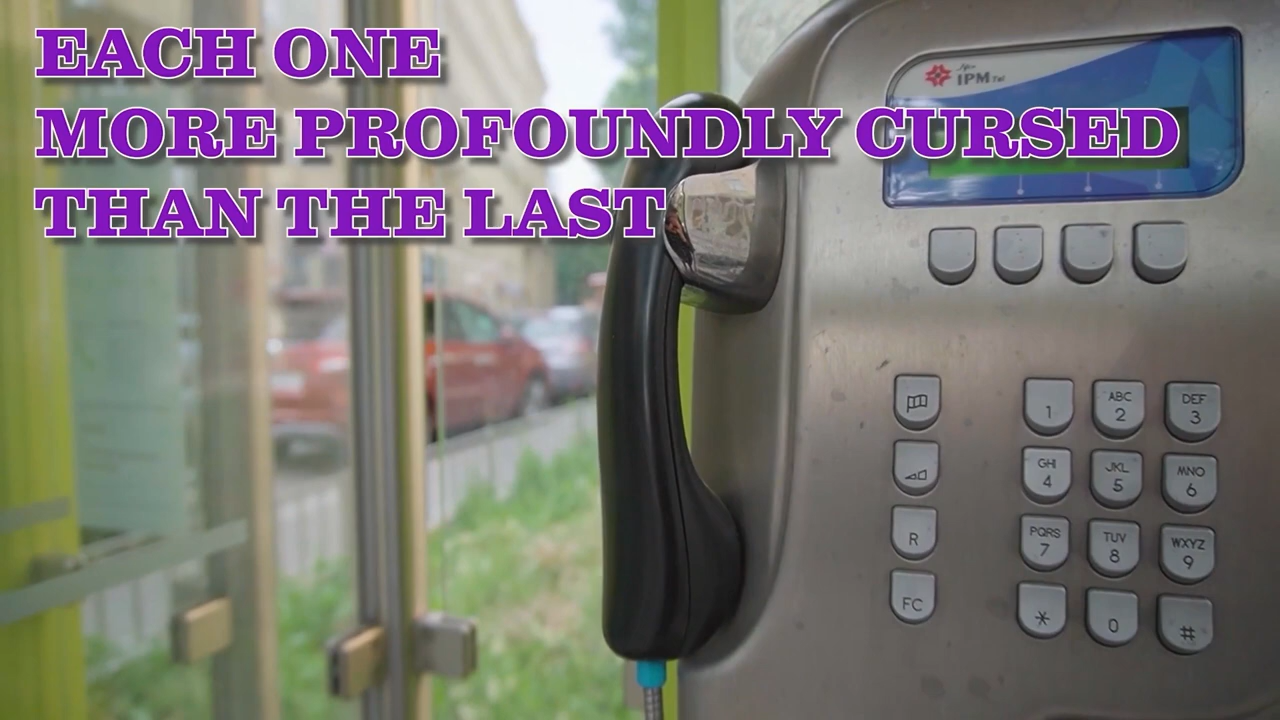 EACH ONE
MORE PROFOUNDLY CURSED
THAN THE LAST
IPM Tel
1
ABC
2
DEF
3
GHI
4
JKL
5
MNO
6
R
PQRS
7
TUV
8
WXYZ
9
FC
*
0
#